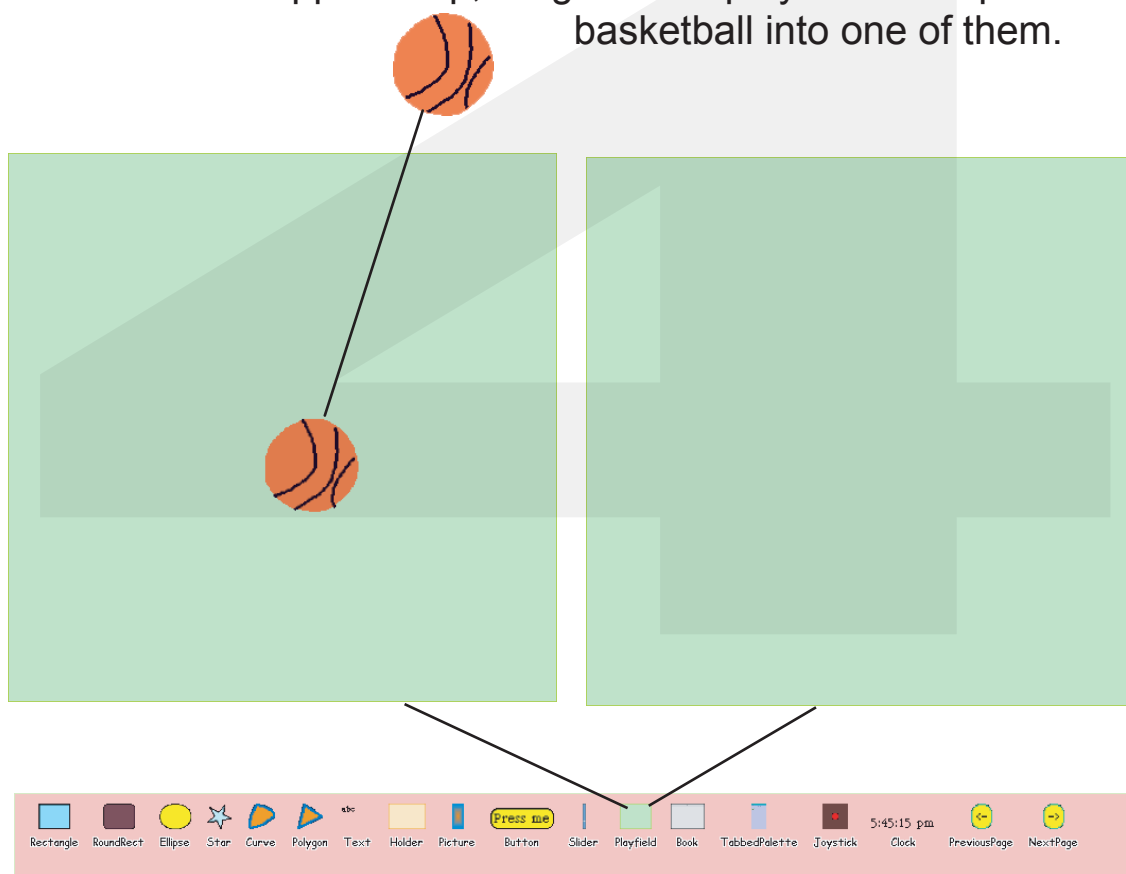 basketball into one of them.
abc
Press me
5:45:15 pm
<-
->
Rectangle RoundRect Ellipse Star Curve Polygon Text Holder Picture Button Slider Playfield Book TabbedPalette Joystick Clock PreviousPage NextPage